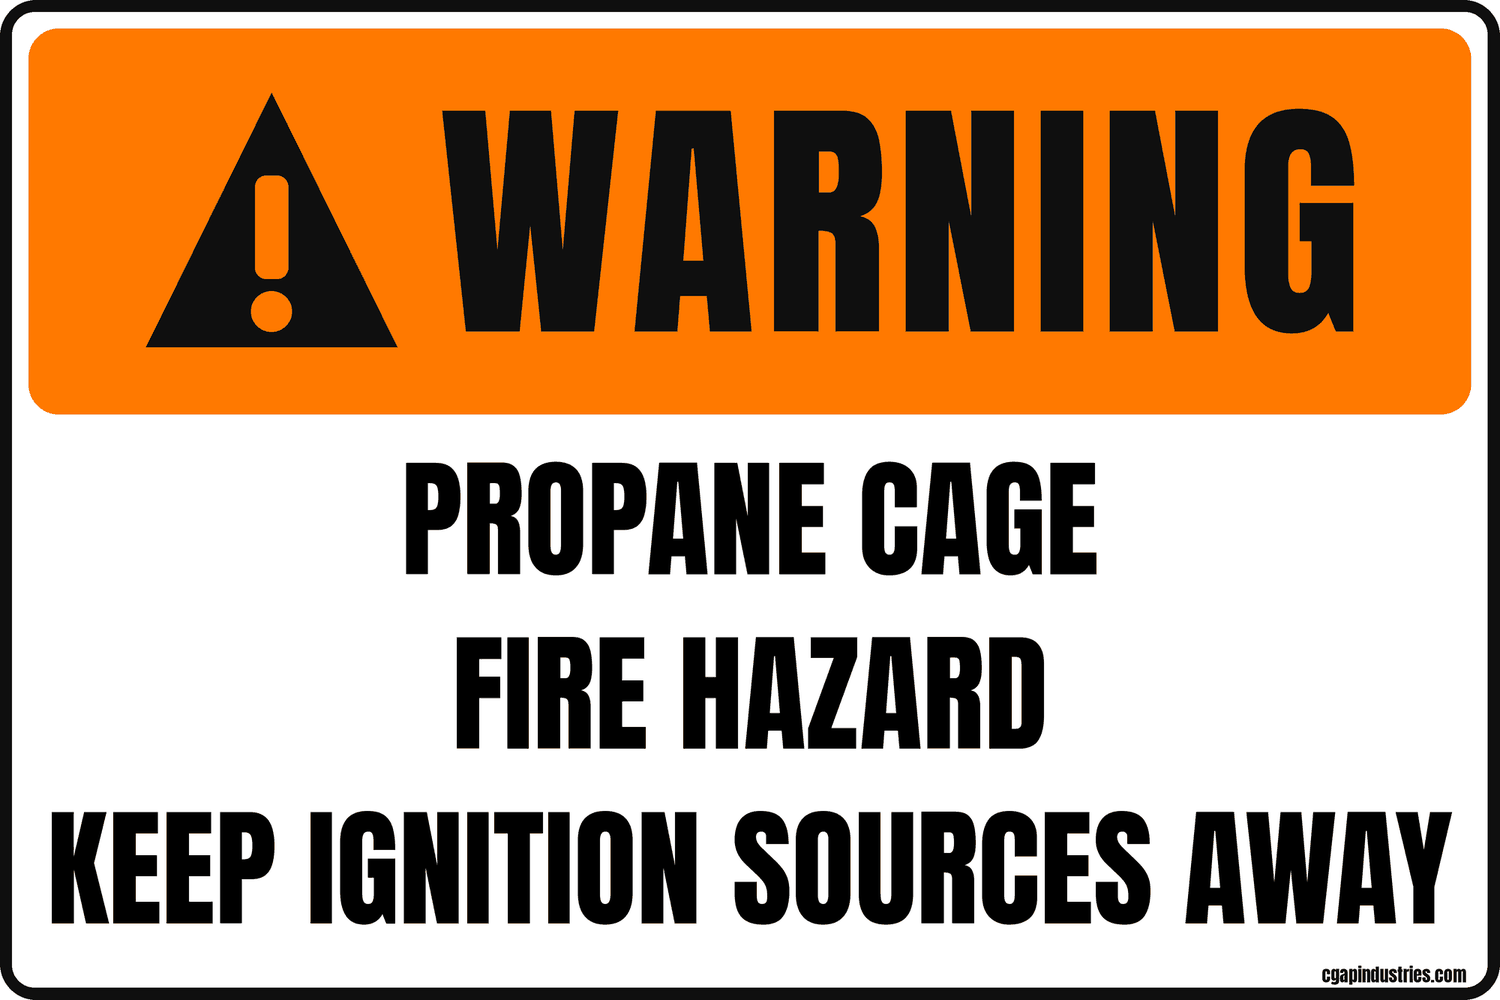 WARNING
PROPANE CAGE
FIRE HAZARD
KEEP IGNITION SOURCES AWAY
cgapindustries.com